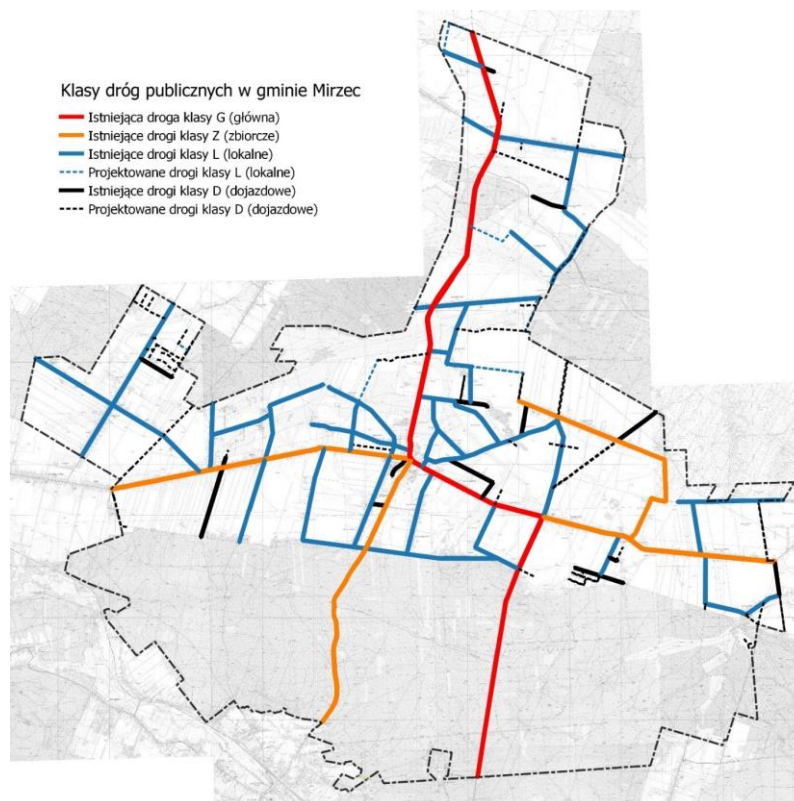 Klasy dróg publicznych w gminie Mirzec
Istniejąca droga klasy G (główna)
Istniejące drogi klasy Z (zbiorcze)
Istniejące drogi klasy L (lokalne)
Projektowane drogi klasy L (lokalne)
Istniejące drogi klasy D (dojazdowe)
Projektowane drogi klasy D (dojazdowe)